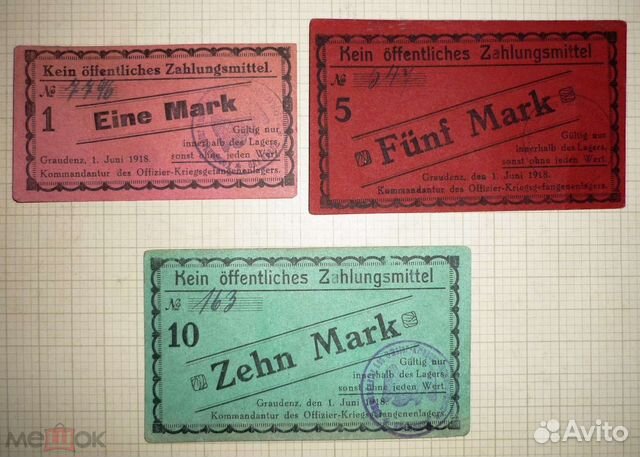 Kein öffentliches Zahlungsmittel.
№ 7776
1 Eine Mark
Gültig nur
innerhalb des Lagers,
sonst ohne jeden Wert.
Graudenz, 1. Juni 1918.
Kommandantur des Offizier-Kriegsgefangenenlagers.
Kein öffentliches Zahlungsmittel
№
5
Fünf Mark
Gültig nur
innerhalb des Lagers,
sonst ohne jeden Wert.
Graudenz, den 1. Juni 1918.
Kommandantur des Offizier-Kriegsgefangenenlagers.
Kein öffentliches Zahlungsmittel
№ 163
10
Zehn Mark
Gültig nur
innerhalb des Lagers,
sonst ohne jeden Wert.
Graudenz, den 1. Juni 1918.
Kommandantur des Offizier-Kriegsgefangenenlagers.
мешок
Avito